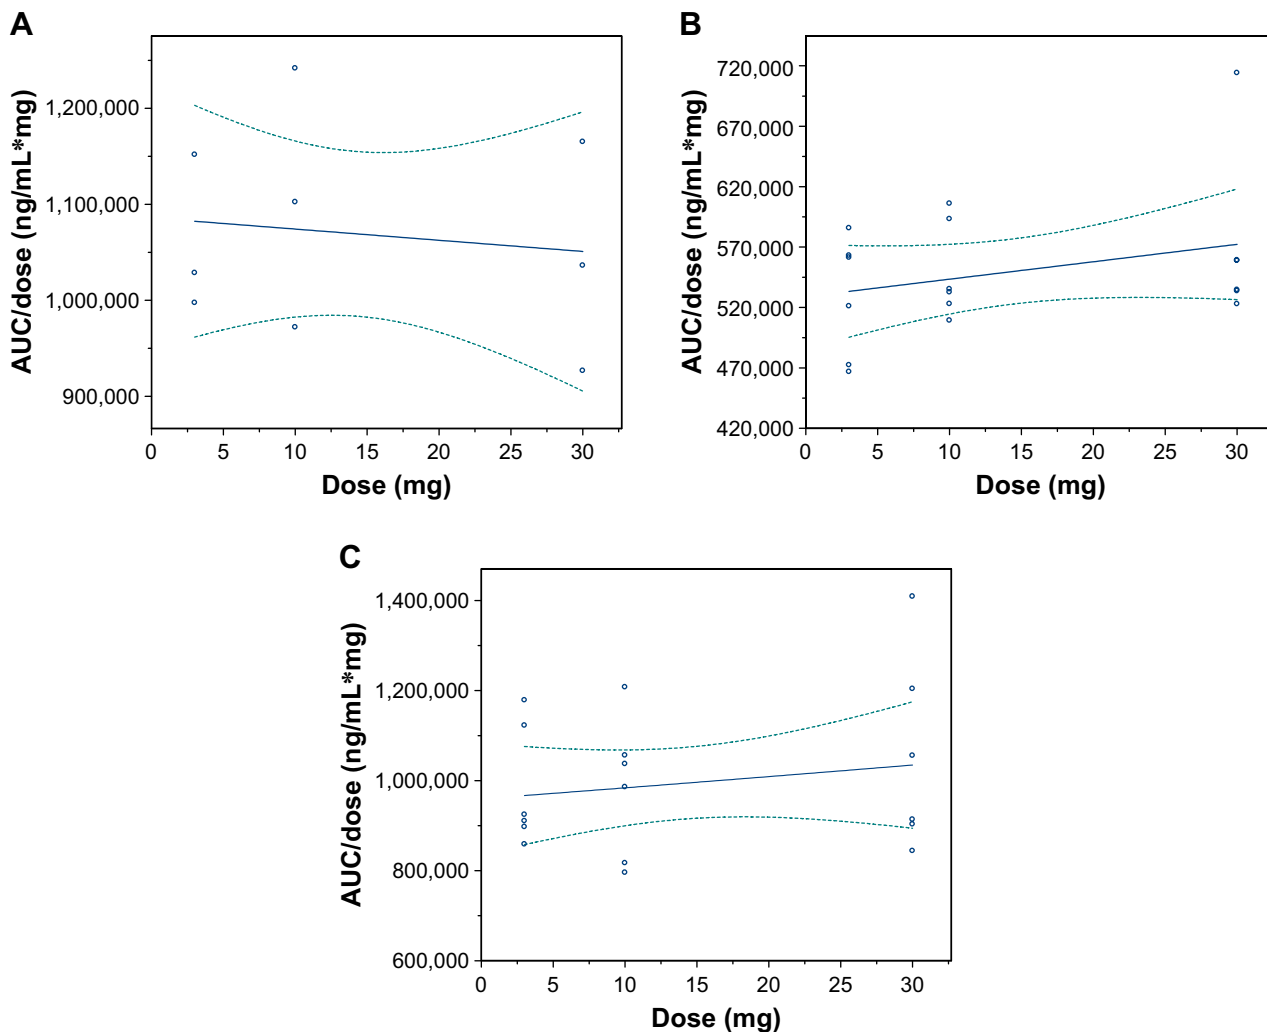 A
AUC/dose (ng/mL*mg)
1,200,000
1,100,000
1,000,000
900,000
0 5 10 15 20 25 30
Dose (mg)
B
AUC/dose (ng/mL*mg)
720,000
670,000
620,000
570,000
520,000
470,000
420,000
0 5 10 15 20 25 30
Dose (mg)
C
AUC/dose (ng/mL*mg)
1,400,000
1,200,000
1,000,000
800,000
600,000
0 5 10 15 20 25 30
Dose (mg)